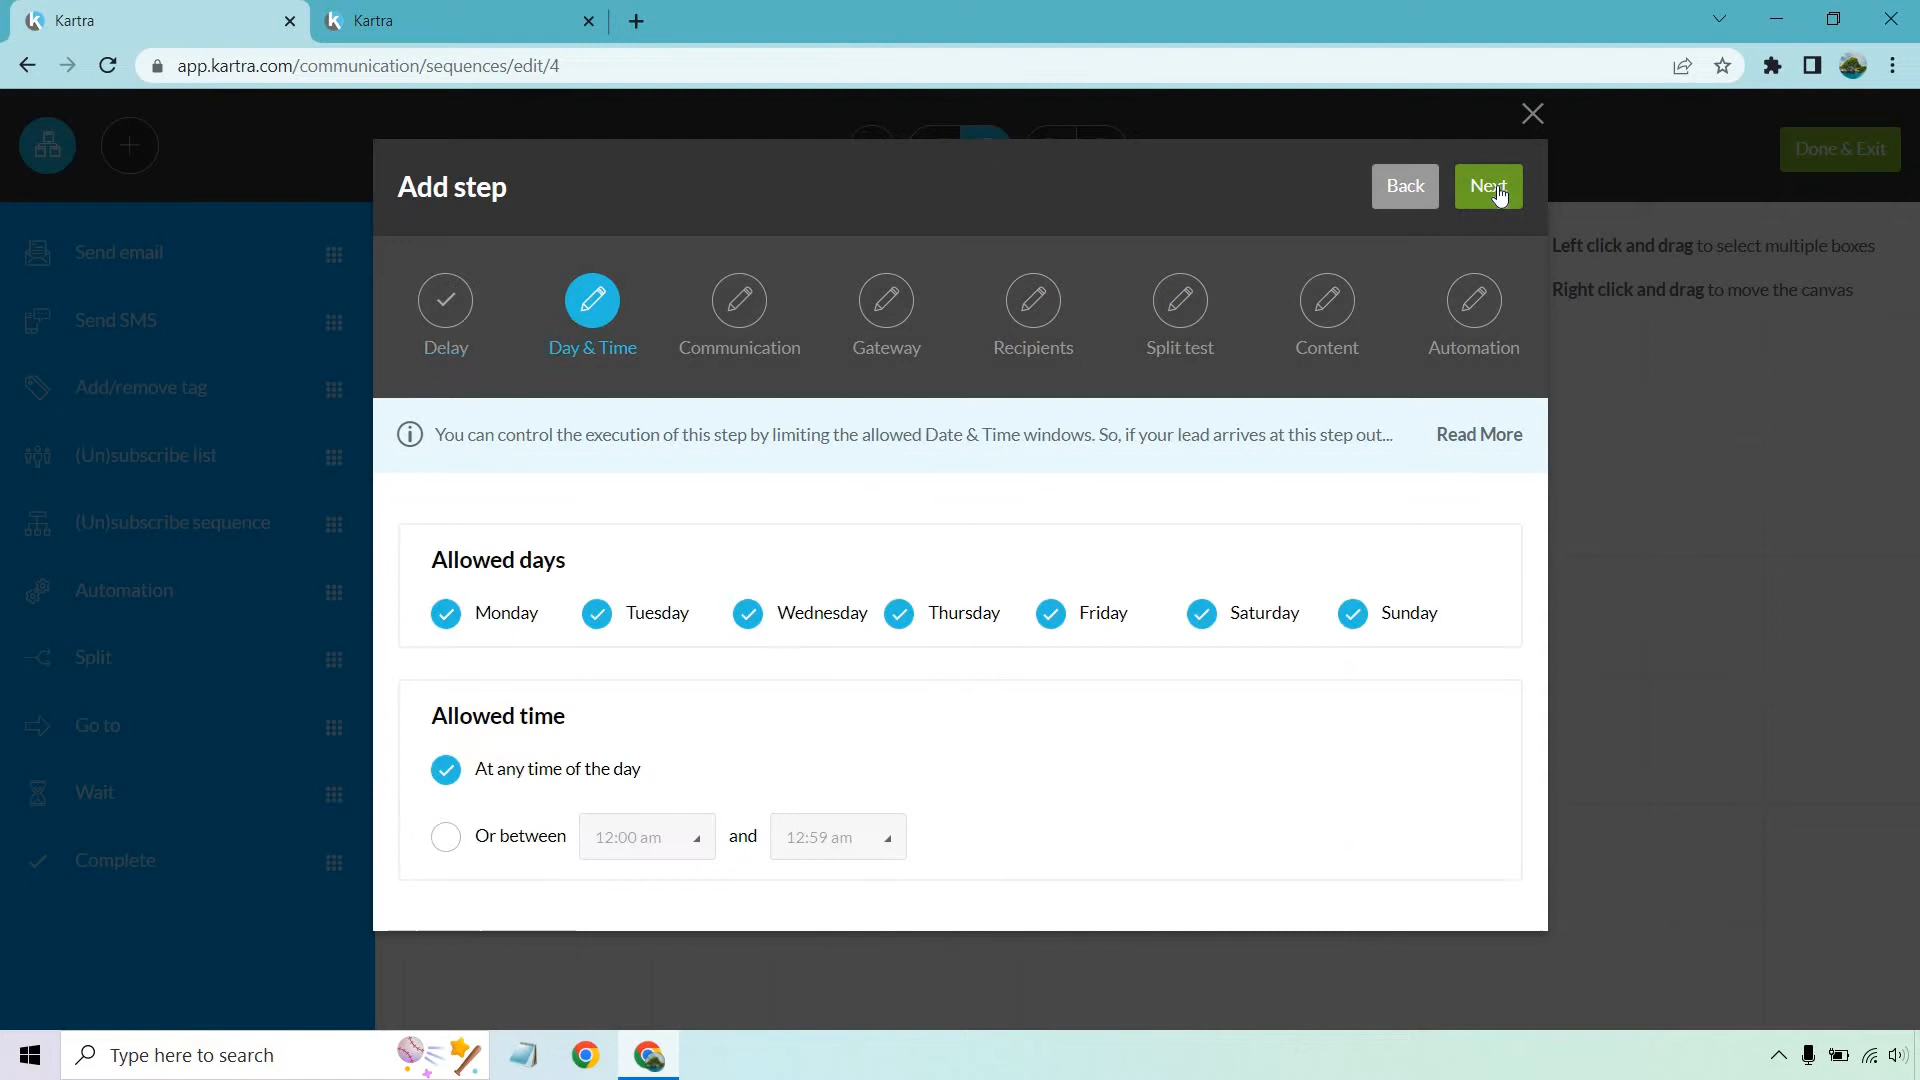 Kartra
Kartra
app.kartra.com/communication/sequences/edit/4
Done & Exit
Add step
Back
Next
Send email
Send SMS
Add/remove tag
(Un)subscribe list
(Un)subscribe sequence
Automation
Split
Go to
Wait
Complete
Left click and drag to select multiple boxes
Right click and drag to move the canvas
Delay
Day & Time
Communication
Gateway
Recipients
Split test
Content
Automation
You can control the execution of this step by limiting the allowed Date & Time windows. So, if your lead arrives at this step out... Read More
Allowed days
Monday Tuesday Wednesday Thursday Friday Saturday Sunday
Allowed time
At any time of the day
Or between 12:00 am and 12:59 am
Type here to search